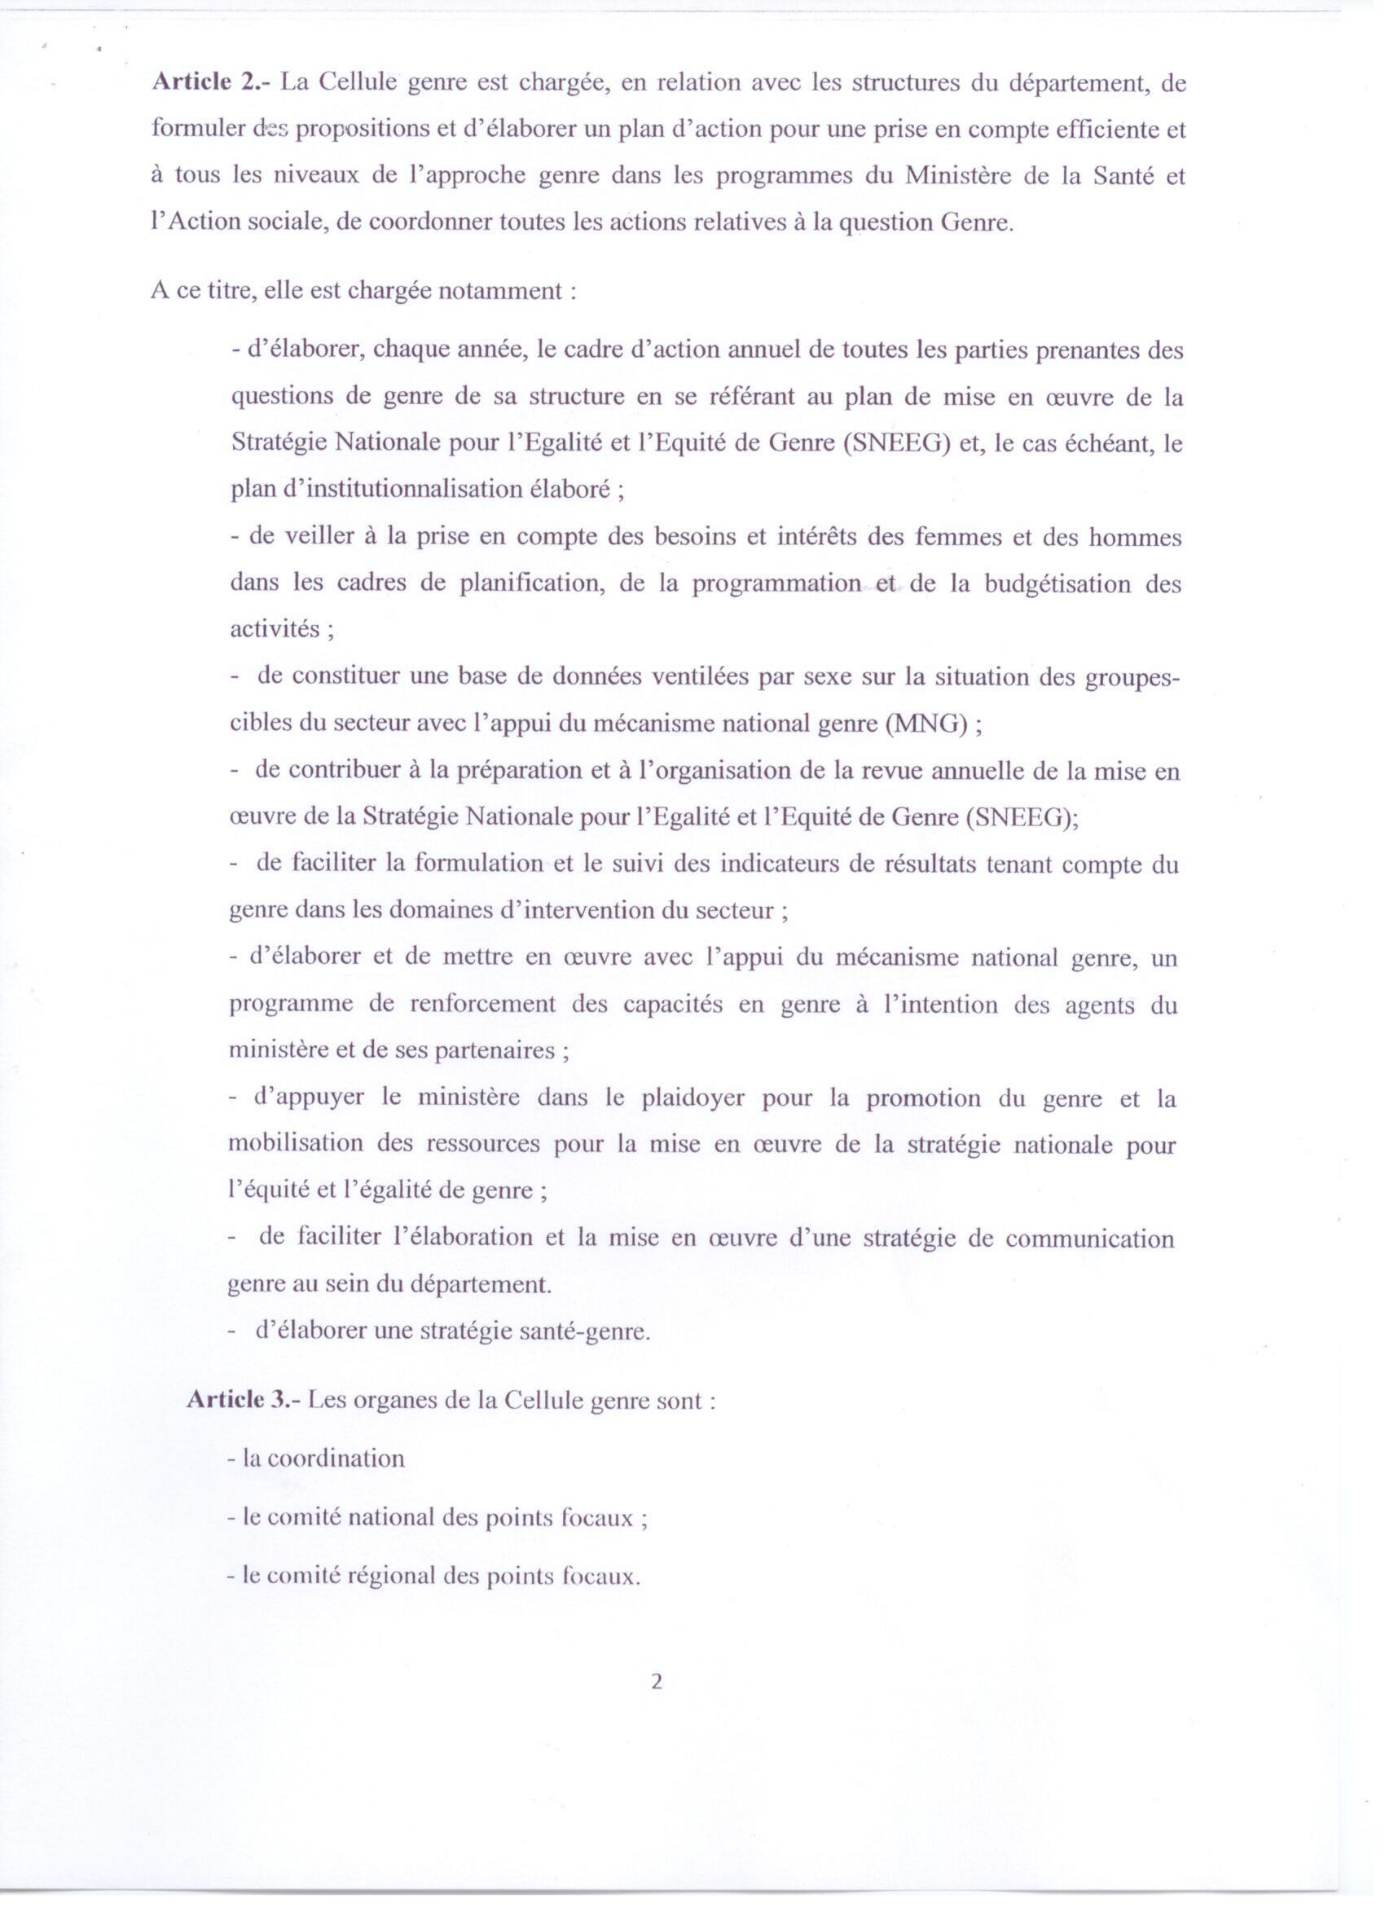 Article 2.- La Cellule genre est chargée, en relation avec les structures du département, de
formuler des propositions et d'élaborer un plan d'action pour une prise en compte efficiente et
à tous les niveaux de l'approche genre dans les programmes du Ministère de la Santé et
l'Action sociale, de coordonner toutes les actions relatives à la question Genre.
A ce titre, elle est chargée notamment :
- d'élaborer, chaque année, le cadre d'action annuel de toutes les parties prenantes des
questions de genre de sa structure en se référant au plan de mise en œuvre de la
Stratégie Nationale pour l'Egalité et l'Equité de Genre (SNEEG) et, le cas échéant, le
plan d'institutionnalisation élaboré ;
- de veiller à la prise en compte des besoins et intérêts des femmes et des hommes
dans les cadres de planification, de la programmation et de la budgétisation des
activités ;
- de constituer une base de données ventilées par sexe sur la situation des groupes-
cibles du secteur avec l'appui du mécanisme national genre (MNG) ;
- de contribuer à la préparation et à l'organisation de la revue annuelle de la mise en
œuvre de la Stratégie Nationale pour l'Egalité et l'Equité de Genre (SNEEG);
- de faciliter la formulation et le suivi des indicateurs de résultats tenant compte du
genre dans les domaines d'intervention du secteur ;
- d'élaborer et de mettre en œuvre avec l'appui du mécanisme national genre, un
programme de renforcement des capacités en genre à l'intention des agents du
ministère et de ses partenaires ;
- d'appuyer le ministère dans le plaidoyer pour la promotion du genre et la
mobilisation des ressources pour la mise en œuvre de la stratégie nationale pour
l'équité et l'égalité de genre ;
- de faciliter l'élaboration et la mise en œuvre d'une stratégie de communication
genre au sein du département.
- d'élaborer une stratégie santé-genre.
Article 3.- Les organes de la Cellule genre sont :
- la coordination
- le comité national des points focaux ;
- le comité régional des points focaux.
2